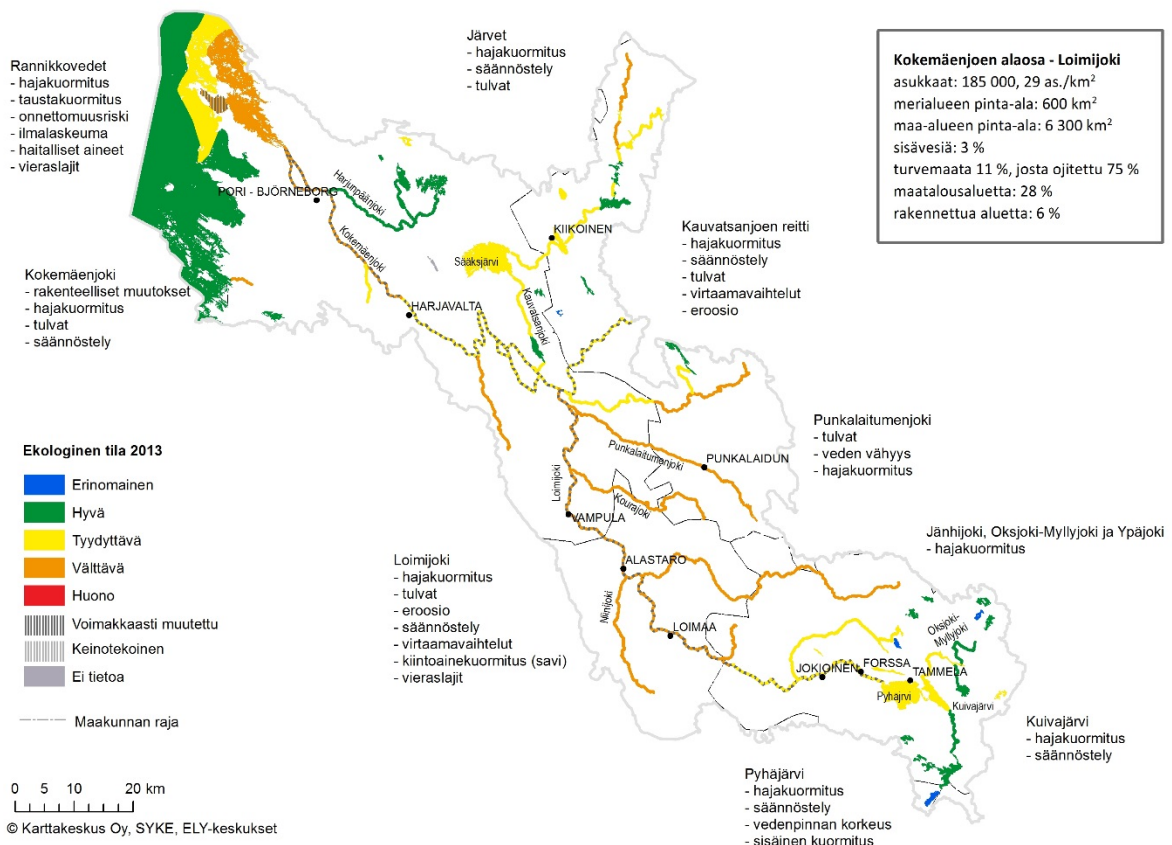 Rannikkovedet
- hajakuormitus
- taustakuormitus
- onnettomuusriski
- ilmalaskeuma
- haitalliset aineet
- vieraslajit
Järvet
- hajakuormitus
- säännöstely
- tulvat
Kokemäenjoen alaosa - Loimijoki
asukkaat: 185 000, 29 as./km²
merialueen pinta-ala: 600 km²
maa-alueen pinta-ala: 6 300 km²
sisävesiä: 3 %
turvemaata 11 %, josta ojitettu 75 %
maatalousaluetta: 28 %
rakennettua aluetta: 6 %
PORI - BJÖRNEBORG
Harjunpäänjoki
Kokemäenjoki
KIIKOINEN
Sääksjärvi
Kauvatsanjoki
HARJAVALTA
Kauvatsanjoen reitti
- hajakuormitus
- säännöstely
- tulvat
- virtaamavaihtelut
- eroosio
Kokemäenjoki
- rakenteelliset muutokset
- hajakuormitus
- tulvat
- säännöstely
Punkalaitumenjoki
- tulvat
- veden vähyys
- hajakuormitus
Punkalaitumenjoki
PUNKALAIDUN
Loimijoki
Kourajoki
VAMPULA
ALASTARO
Niinijoki
LOIMAA
Jänhijoki, Oksjoki-Myllyjoki ja Ypäjoki
- hajakuormitus
Oksjoki-
Myllyjoki
JOKIOINEN
FORSSA
TAMMELA
Pyhäjrvi
Kuivajärvi
Ekologinen tila 2013
Erinomainen
Hyvä
Tyydyttävä
Välttävä
Huono
Voimakkaasti muutettu
Keinotekoinen
Ei tietoa
Maakunnan raja
Loimijoki
- hajakuormitus
- tulvat
- eroosio
- säännöstely
- virtaamavaihtelut
- kiintoainekuormitus (savi)
- vieraslajit
Kuivajärvi
- hajakuormitus
- säännöstely
Pyhäjärvi
- hajakuormitus
- säännöstely
- vedenpinnan korkeus
- sisäinen kuormitus
0 5 10 20 km
© Karttakeskus Oy, SYKE, ELY-keskukset